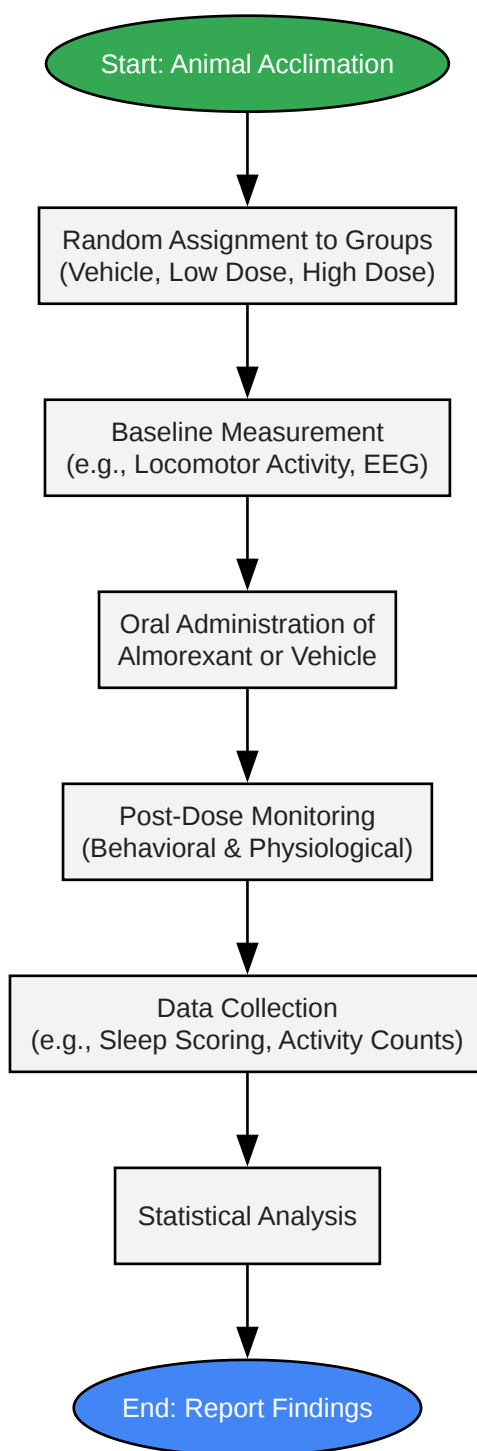 Start: Animal Acclimation
Random Assignment to Groups
(Vehicle, Low Dose, High Dose)
Baseline Measurement
(e.g., Locomotor Activity, EEG)
Oral Administration of
Almorexant or Vehicle
Post-Dose Monitoring
(Behavioral & Physiological)
Data Collection
(e.g., Sleep Scoring, Activity Counts)
Statistical Analysis
End: Report Findings